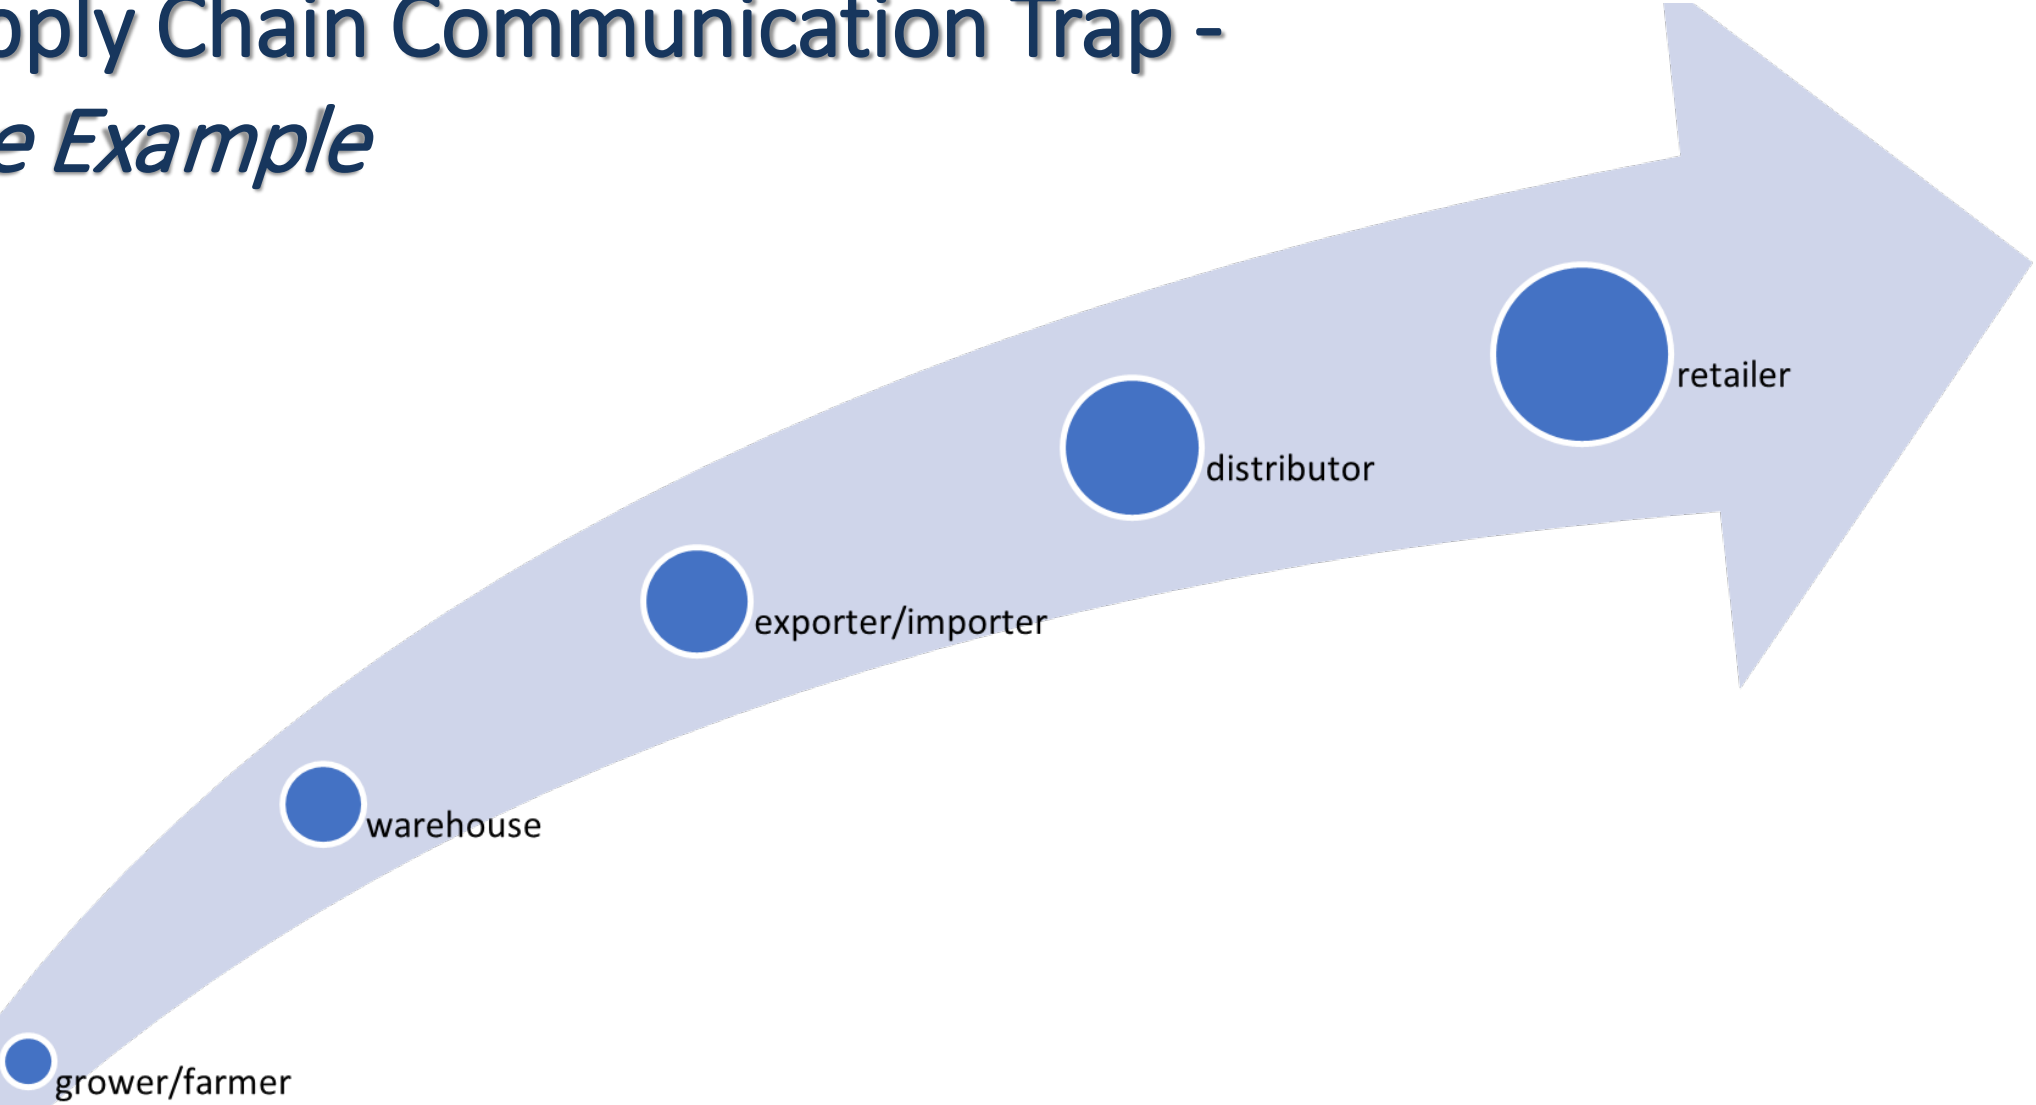 pply Chain Communication Trap -
e Example
retailer
distributor
exporter/importer
warehouse
grower/farmer